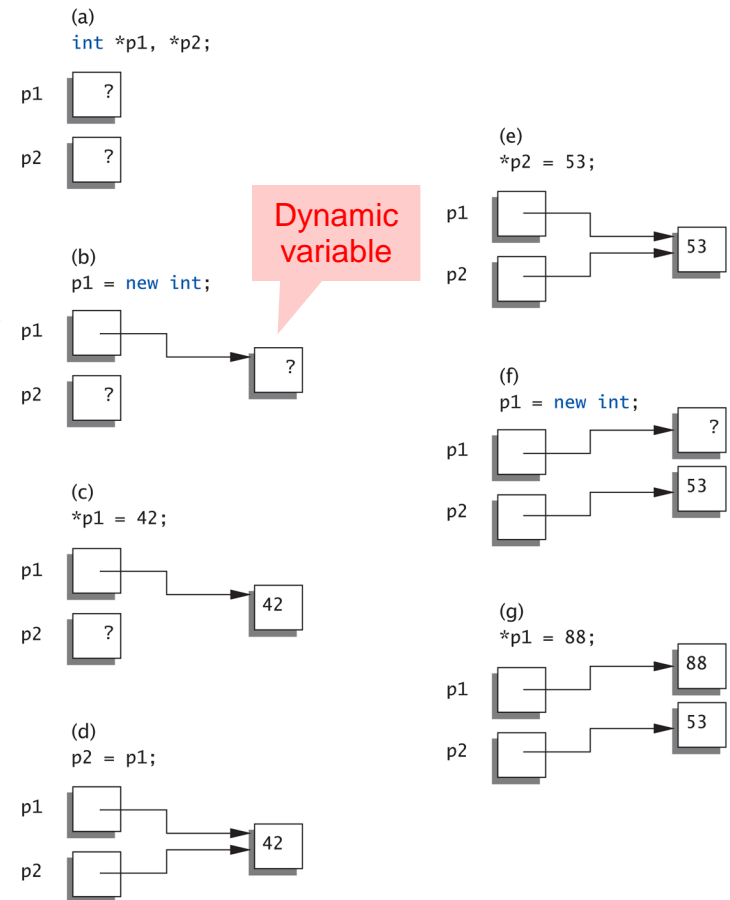 (a)
int *p1, *p2;
p1 ?
p2 ?
Dynamic
variable
(b)
p1 = new int;
p1
?
p2 ?
(c)
*p1 = 42;
p1
42
p2 ?
(d)
p2 = p1;
p1
42
p2
(e)
*p2 = 53;
p1
53
p2
(f)
p1 = new int;
?
p1
53
p2
(g)
*p1 = 88;
88
p1
53
p2